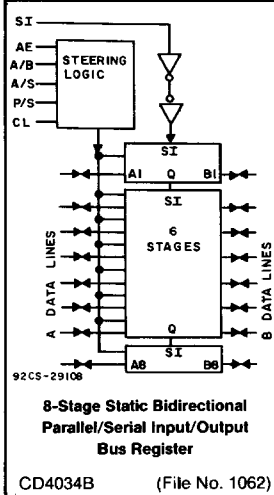 SI
AE
A/B
A/S
P/S
CL
STEERING
LOGIC
SI
A1 Q B1
SI
6
STAGES
Q
SI
A8 B8
A DATA LINES
B DATA LINES
92CS-29108
8-Stage Static Bidirectional
Parallel/Serial Input/Output
Bus Register
CD4034B (File No. 1062)